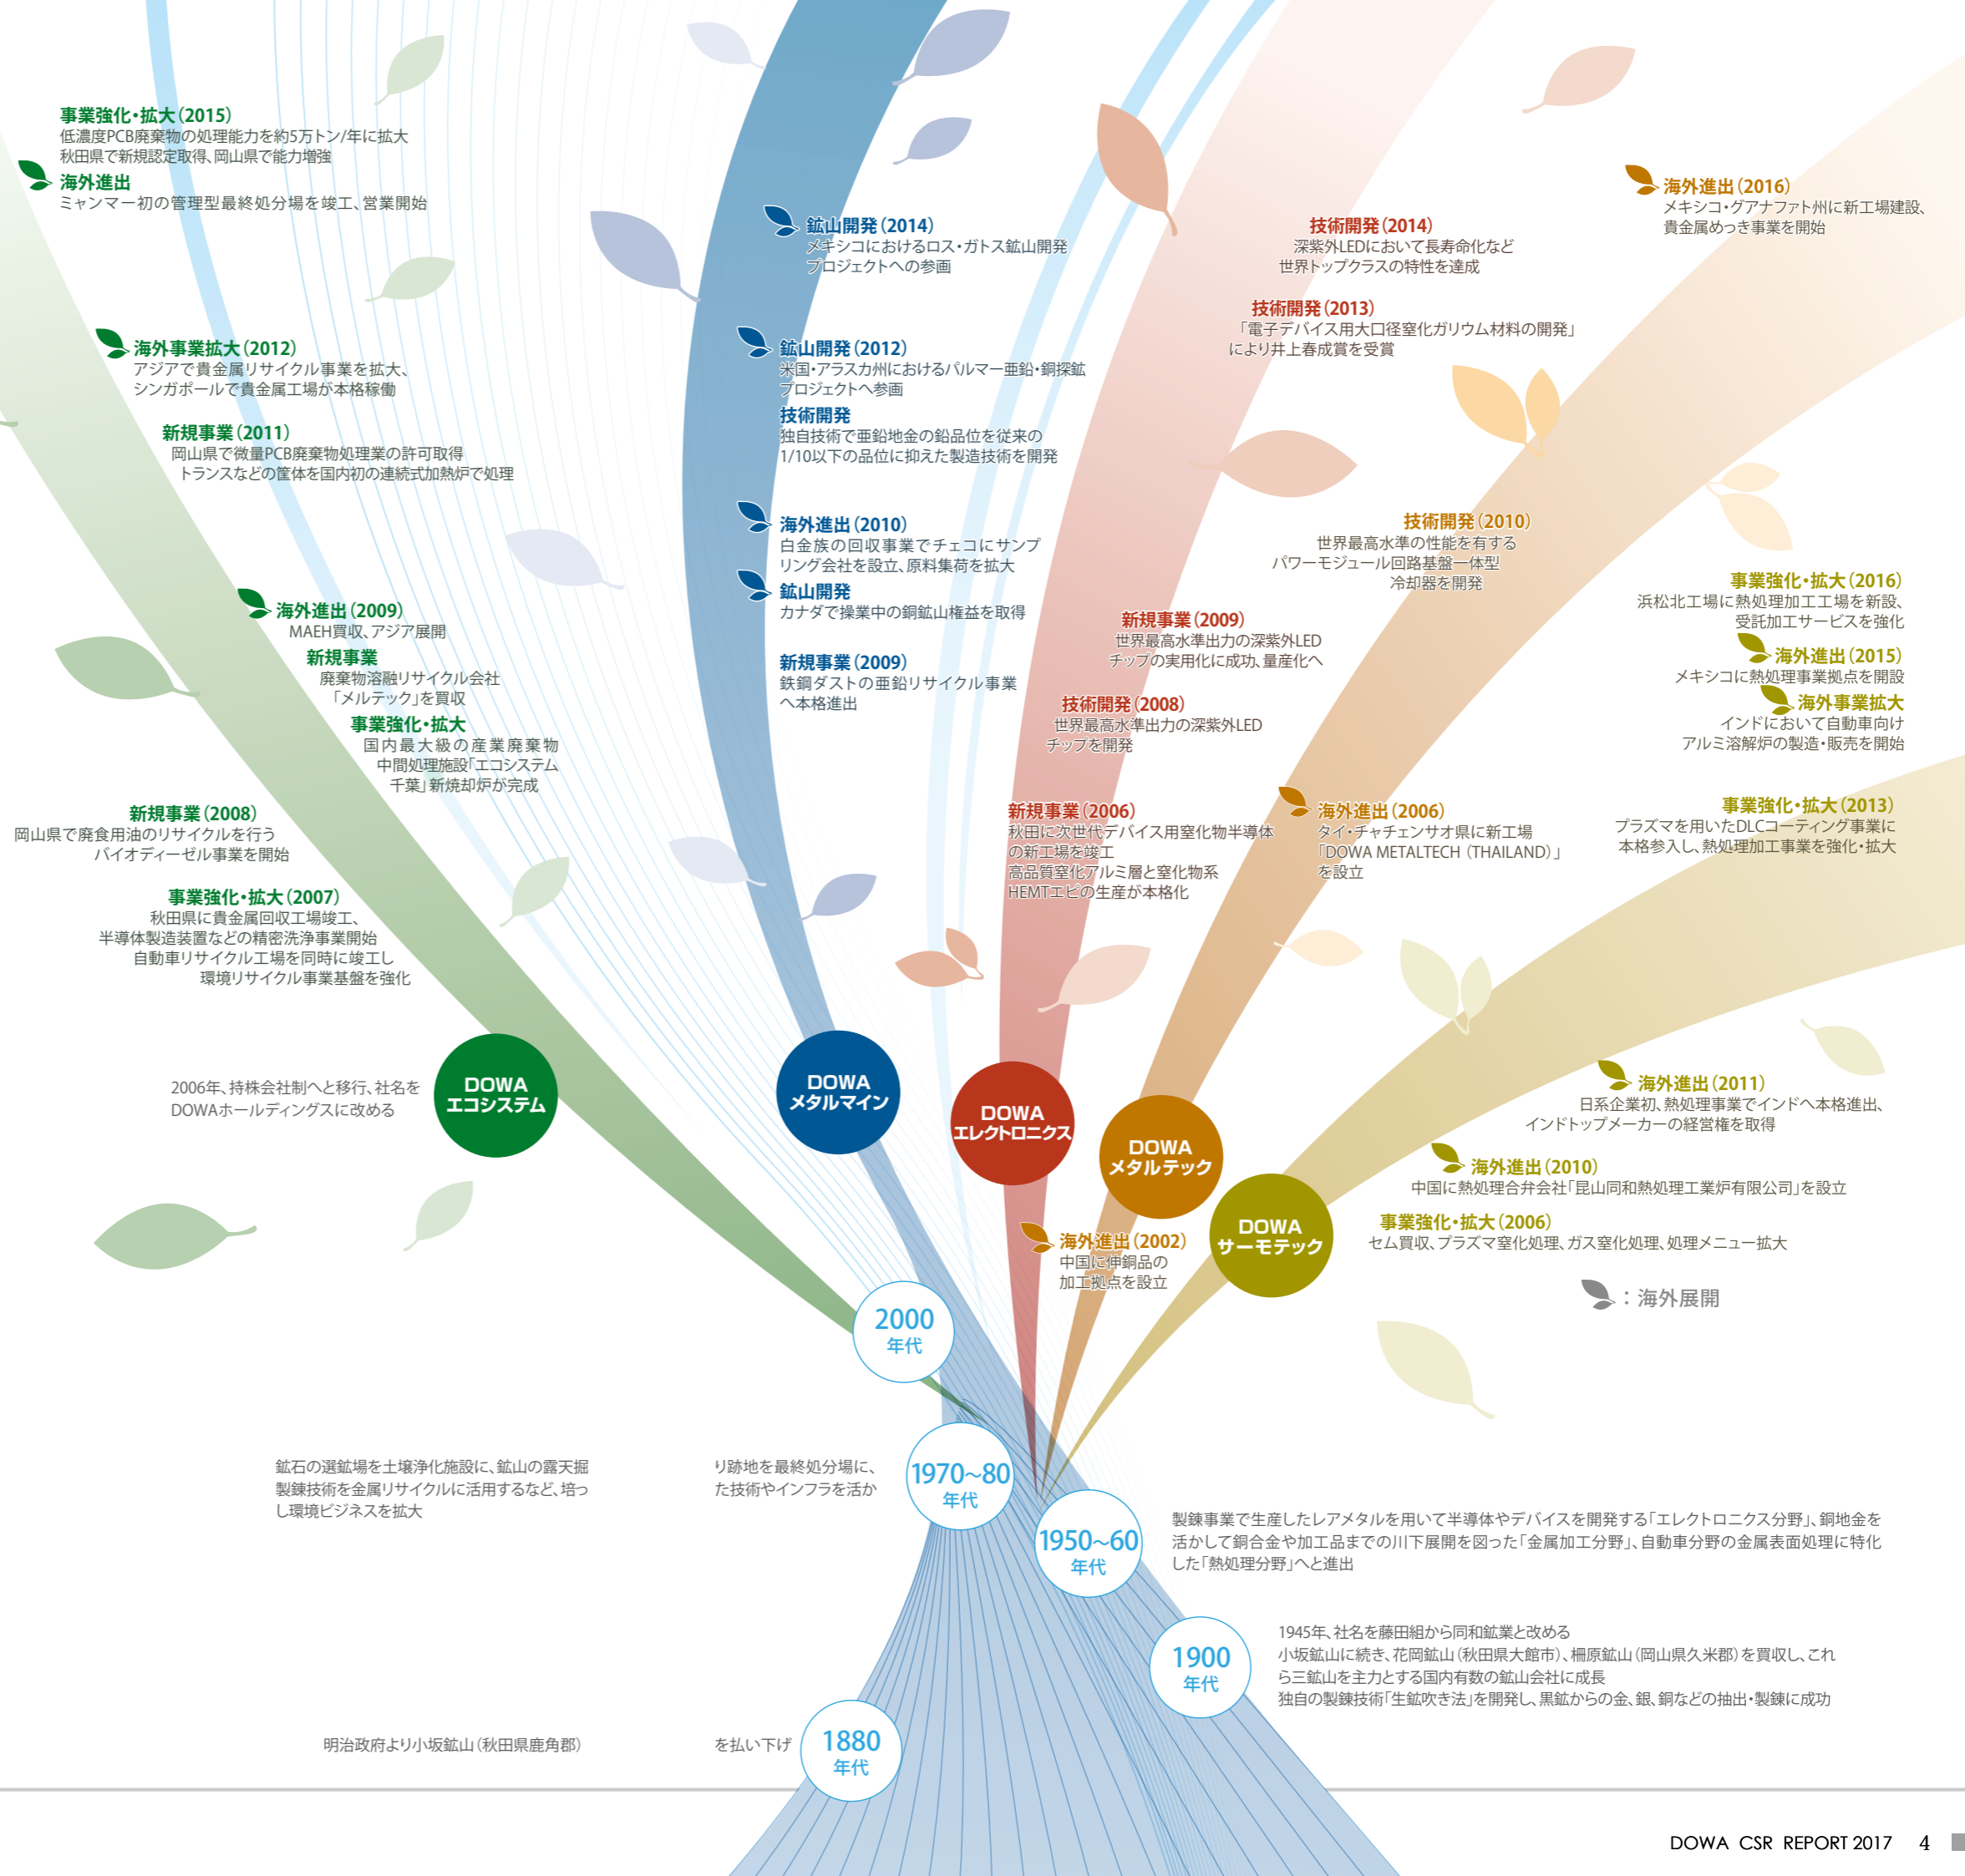 事業強化・拡大（2015）
低濃度PCB廃棄物の処理能力を約5万トン/年に拡大
秋田県で新規認定取得、岡山県で能力増強
海外進出
ミャンマー初の管理型最終処分場を竣工、営業開始
海外事業拡大（2012）
アジアで貴金属リサイクル事業を拡大、
シンガポールで貴金属工場が本格稼働
新規事業（2011）
岡山県で微量PCB廃棄物処理業の許可取得
トランスなどの筐体を国内初の連続式加熱炉で処理
海外進出（2009）
MAEH買収、アジア展開
新規事業
廃棄物溶融リサイクル会社
「メルテック」を買収
事業強化・拡大
国内最大級の産業廃棄物
中間処理施設「エコシステム
千葉」新焼却炉が完成
新規事業（2008）
岡山県で廃食用油のリサイクルを行う
バイオディーゼル事業を開始
事業強化・拡大（2007）
秋田県に貴金属回収工場竣工、
半導体製造装置などの精密洗浄事業開始
自動車リサイクル工場を同時に竣工し
環境リサイクル事業基盤を強化
2006年、持株会社制へと移行、社名を
DOWAホールディングスに改める
DOWA
エコシステム
鉱山開発（2014）
メキシコにおけるロス・ガトス鉱山開発
プロジェクトへの参画
鉱山開発（2012）
米国・アラスカ州におけるパルマー亜鉛・銅探鉱
プロジェクトへ参画
技術開発
独自技術で亜鉛地金の鉛品位を従来の
1/10以下の品位に抑えた製造技術を開発
海外進出（2010）
白金族の回収事業でチェコにサンプ
リング会社を設立、原料集荷を拡大
鉱山開発
カナダで操業中の銅鉱山権益を取得
新規事業（2009）
鉄鋼ダストの亜鉛リサイクル事業
へ本格進出
DOWA
メタルマイン
技術開発（2014）
深紫外LEDにおいて長寿命化など
世界トップクラスの特性を達成
技術開発（2013）
「電子デバイス用大口径窒化ガリウム材料の開発」
により井上春成賞を受賞
新規事業（2009）
世界最高水準出力の深紫外LED
チップの実用化に成功、量産化へ
技術開発（2008）
世界最高水準出力の深紫外LED
チップを開発
新規事業（2006）
秋田に次世代デバイス用窒化物半導体
の新工場を竣工
高品質窒化アルミ層と窒化物系
HEMTエピの生産が本格化
DOWA
エレクトロニクス
海外進出（2016）
メキシコ・グアナファト州に新工場建設、
貴金属めっき事業を開始
技術開発（2010）
世界最高水準の性能を有する
パワーモジュール回路基盤一体型
冷却器を開発
海外進出（2006）
タイ・チャチェンサオ県に新工場
「DOWA METALTECH （THAILAND）」
を設立
DOWA
メタルテック
海外進出（2002）
中国に伸銅品の
加工拠点を設立
事業強化・拡大（2016）
浜松北工場に熱処理加工工場を新設、
受託加工サービスを強化
海外進出（2015）
メキシコに熱処理事業拠点を開設
海外事業拡大
インドにおいて自動車向け
アルミ溶解炉の製造・販売を開始
事業強化・拡大（2013）
プラズマを用いたDLCコーティング事業に
本格参入し、熱処理加工事業を強化・拡大
海外進出（2011）
日系企業初、熱処理事業でインドへ本格進出、
インドトップメーカーの経営権を取得
海外進出（2010）
中国に熱処理合弁会社「昆山同和熱処理工業炉有限公司」を設立
事業強化・拡大（2006）
セム買収、プラズマ窒化処理、ガス窒化処理、処理メニュー拡大
DOWA
サーモテック
：海外展開
2000
年代
鉱石の選鉱場を土壌浄化施設に、鉱山の露天掘 り跡地を最終処分場に、
製錬技術を金属リサイクルに活用するなど、培っ た技術やインフラを活か
し環境ビジネスを拡大
1970～80
年代
1950～60
年代
製錬事業で生産したレアメタルを用いて半導体やデバイスを開発する「エレクトロニクス分野」、銅地金を
活かして銅合金や加工品までの川下展開を図った「金属加工分野」、自動車分野の金属表面処理に特化
した「熱処理分野」へと進出
1900
年代
1945年、社名を藤田組から同和鉱業と改める
小坂鉱山に続き、花岡鉱山（秋田県大館市）、柵原鉱山（岡山県久米郡）を買収し、これ
ら三鉱山を主力とする国内有数の鉱山会社に成長
独自の製錬技術「生鉱吹き法」を開発し、黒鉱からの金、銀、銅などの抽出・製錬に成功
明治政府より小坂鉱山（秋田県鹿角郡） を払い下げ
1880
年代
DOWA CSR REPORT 2017 4